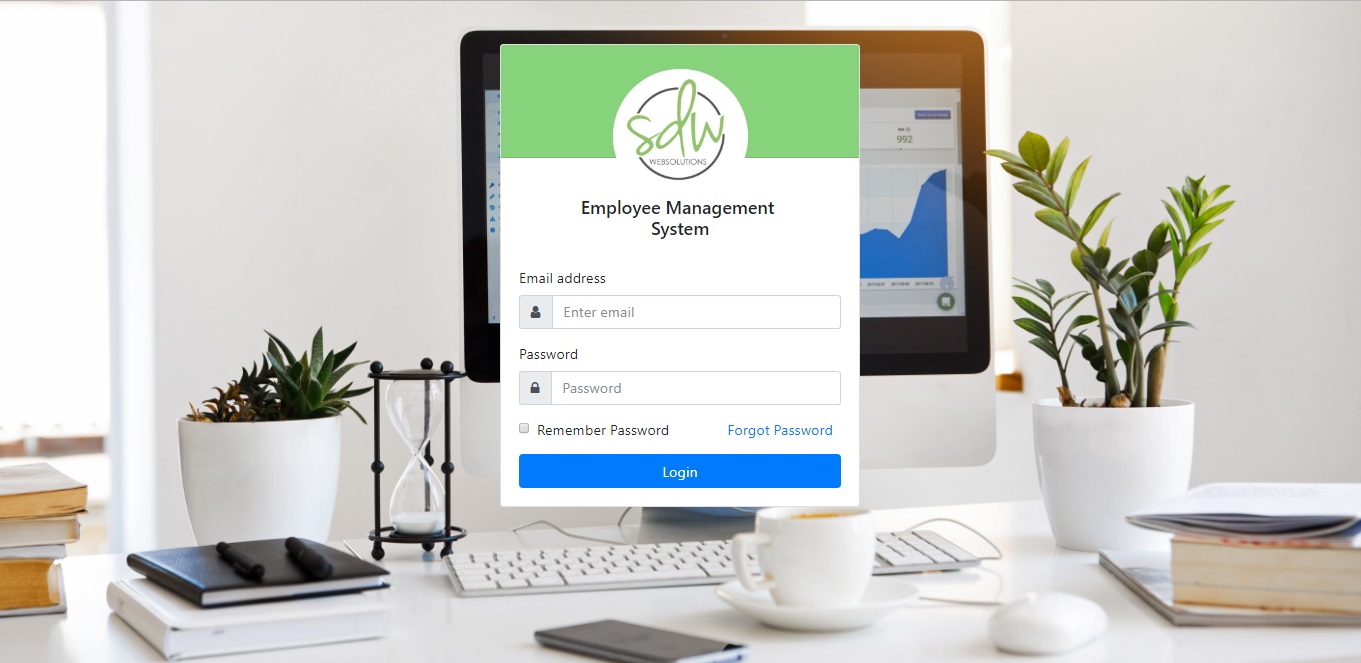 992
sdw
WEBSOLUTIONS
Employee Management
System
Email address
Enter email
Password
Password
Remember Password
Forgot Password
Login